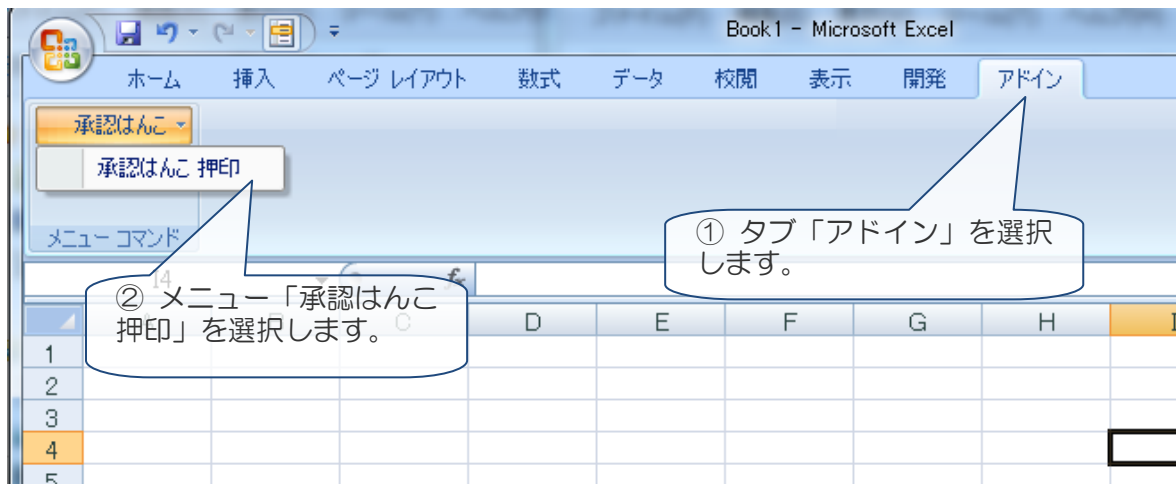 Book1 - Microsoft Excel
ホーム 挿入 ページ レイアウト 数式 データ 校閲 表示 開発 アドイン
承認はんこ
承認はんこ 押印
メニュー コマンド
① タブ「アドイン」を選択
します。
② メニュー「承認はんこ
押印」を選択します。
I4
fx
C D E F G H I
1
2
3
4
5